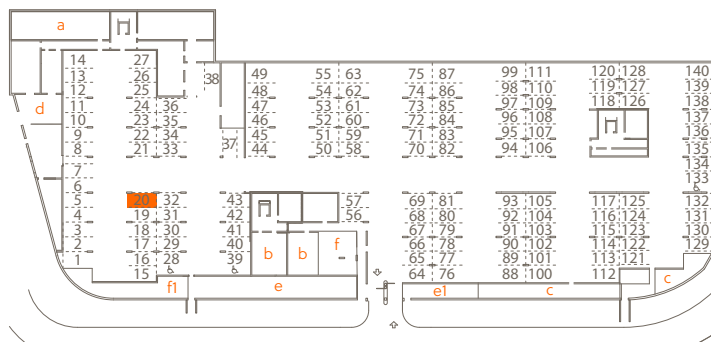 a
14 27 49 55 63 75 87 99 111 120 128 140
13 26 38 48 54 62 74 86 98 110 119 127 139
12 25 47 53 61 73 85 97 109 118 126 138
d 11 24 36 46 52 60 72 84 96 108 137
10 23 35 45 51 59 71 83 95 107 136
9 22 34 37 44 50 58 70 82 94 106 135
8 21 33 134
7 133
6
5 20 32 43 57 69 81 93 105 117 125 132
4 19 31 42 56 68 80 92 104 116 124 131
3 18 30 41 67 79 91 103 115 123 130
2 17 29 40 b b f 66 78 90 102 114 122 129
1 16 28 39 65 77 89 101 113 121
15 64 76 88 100 112 c
f1 e e1 c